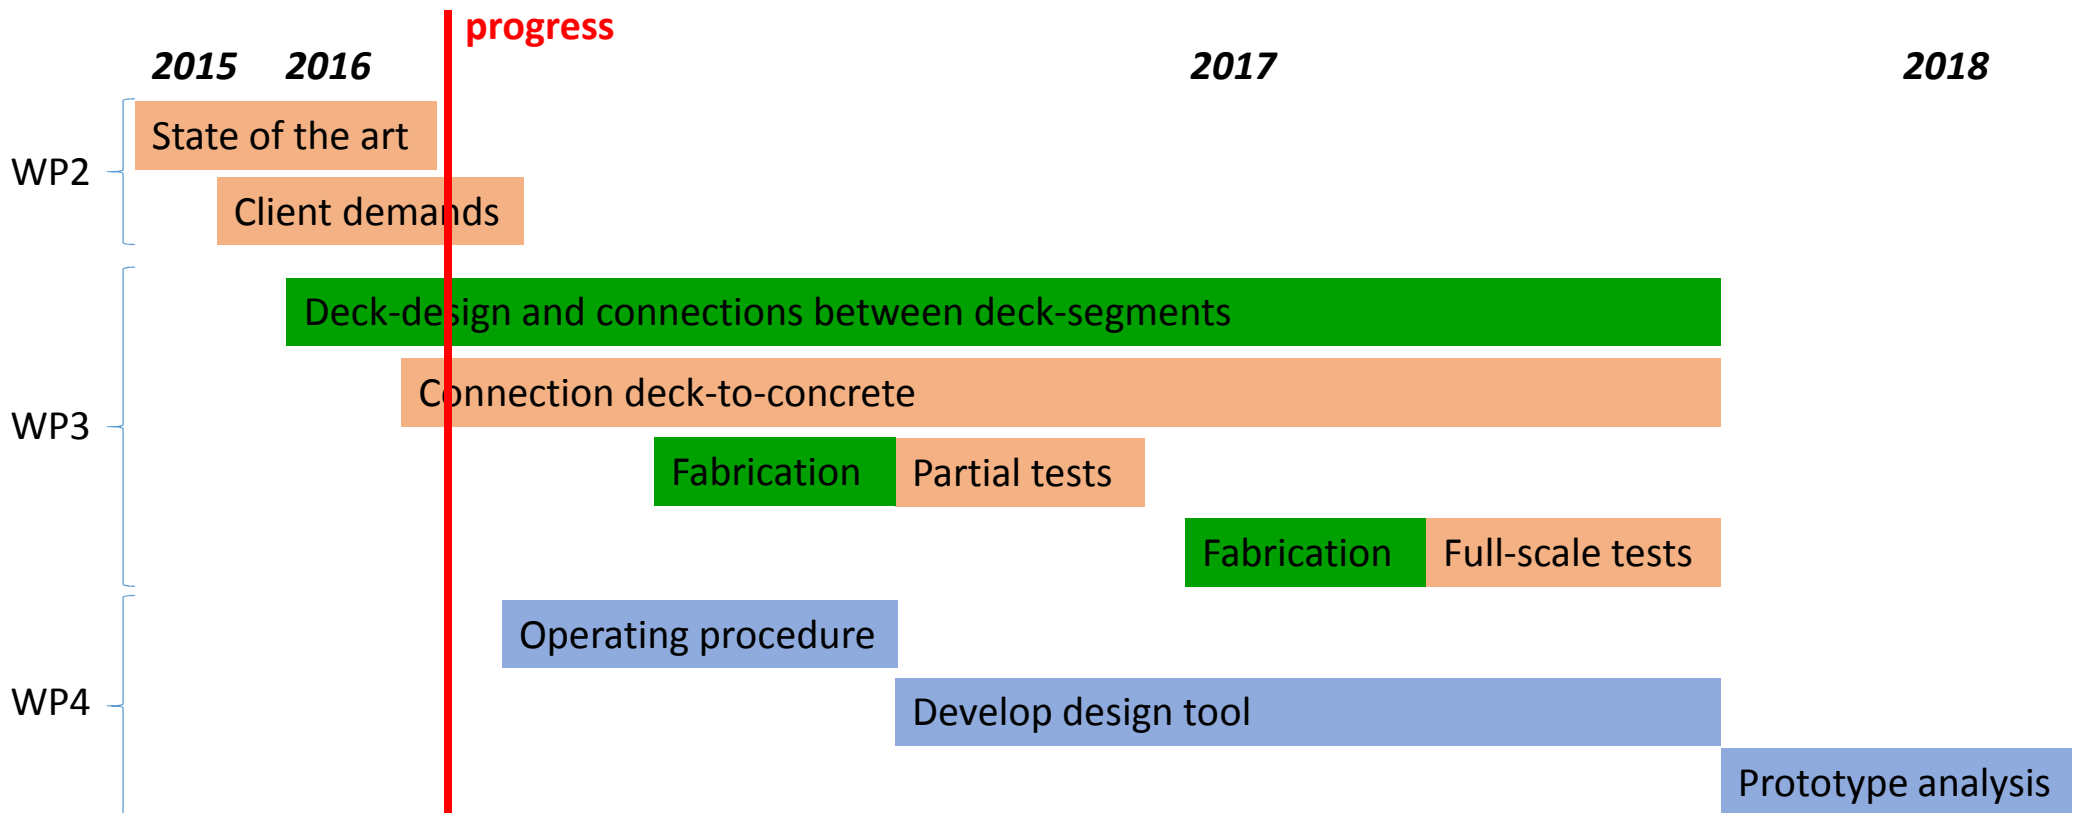 progress
2015 2016 2017 2018
WP2
State of the art
Client demands
WP3
Deck-design and connections between deck-segments
Connection deck-to-concrete
Fabrication Partial tests
Fabrication Full-scale tests
WP4
Operating procedure
Develop design tool
Prototype analysis